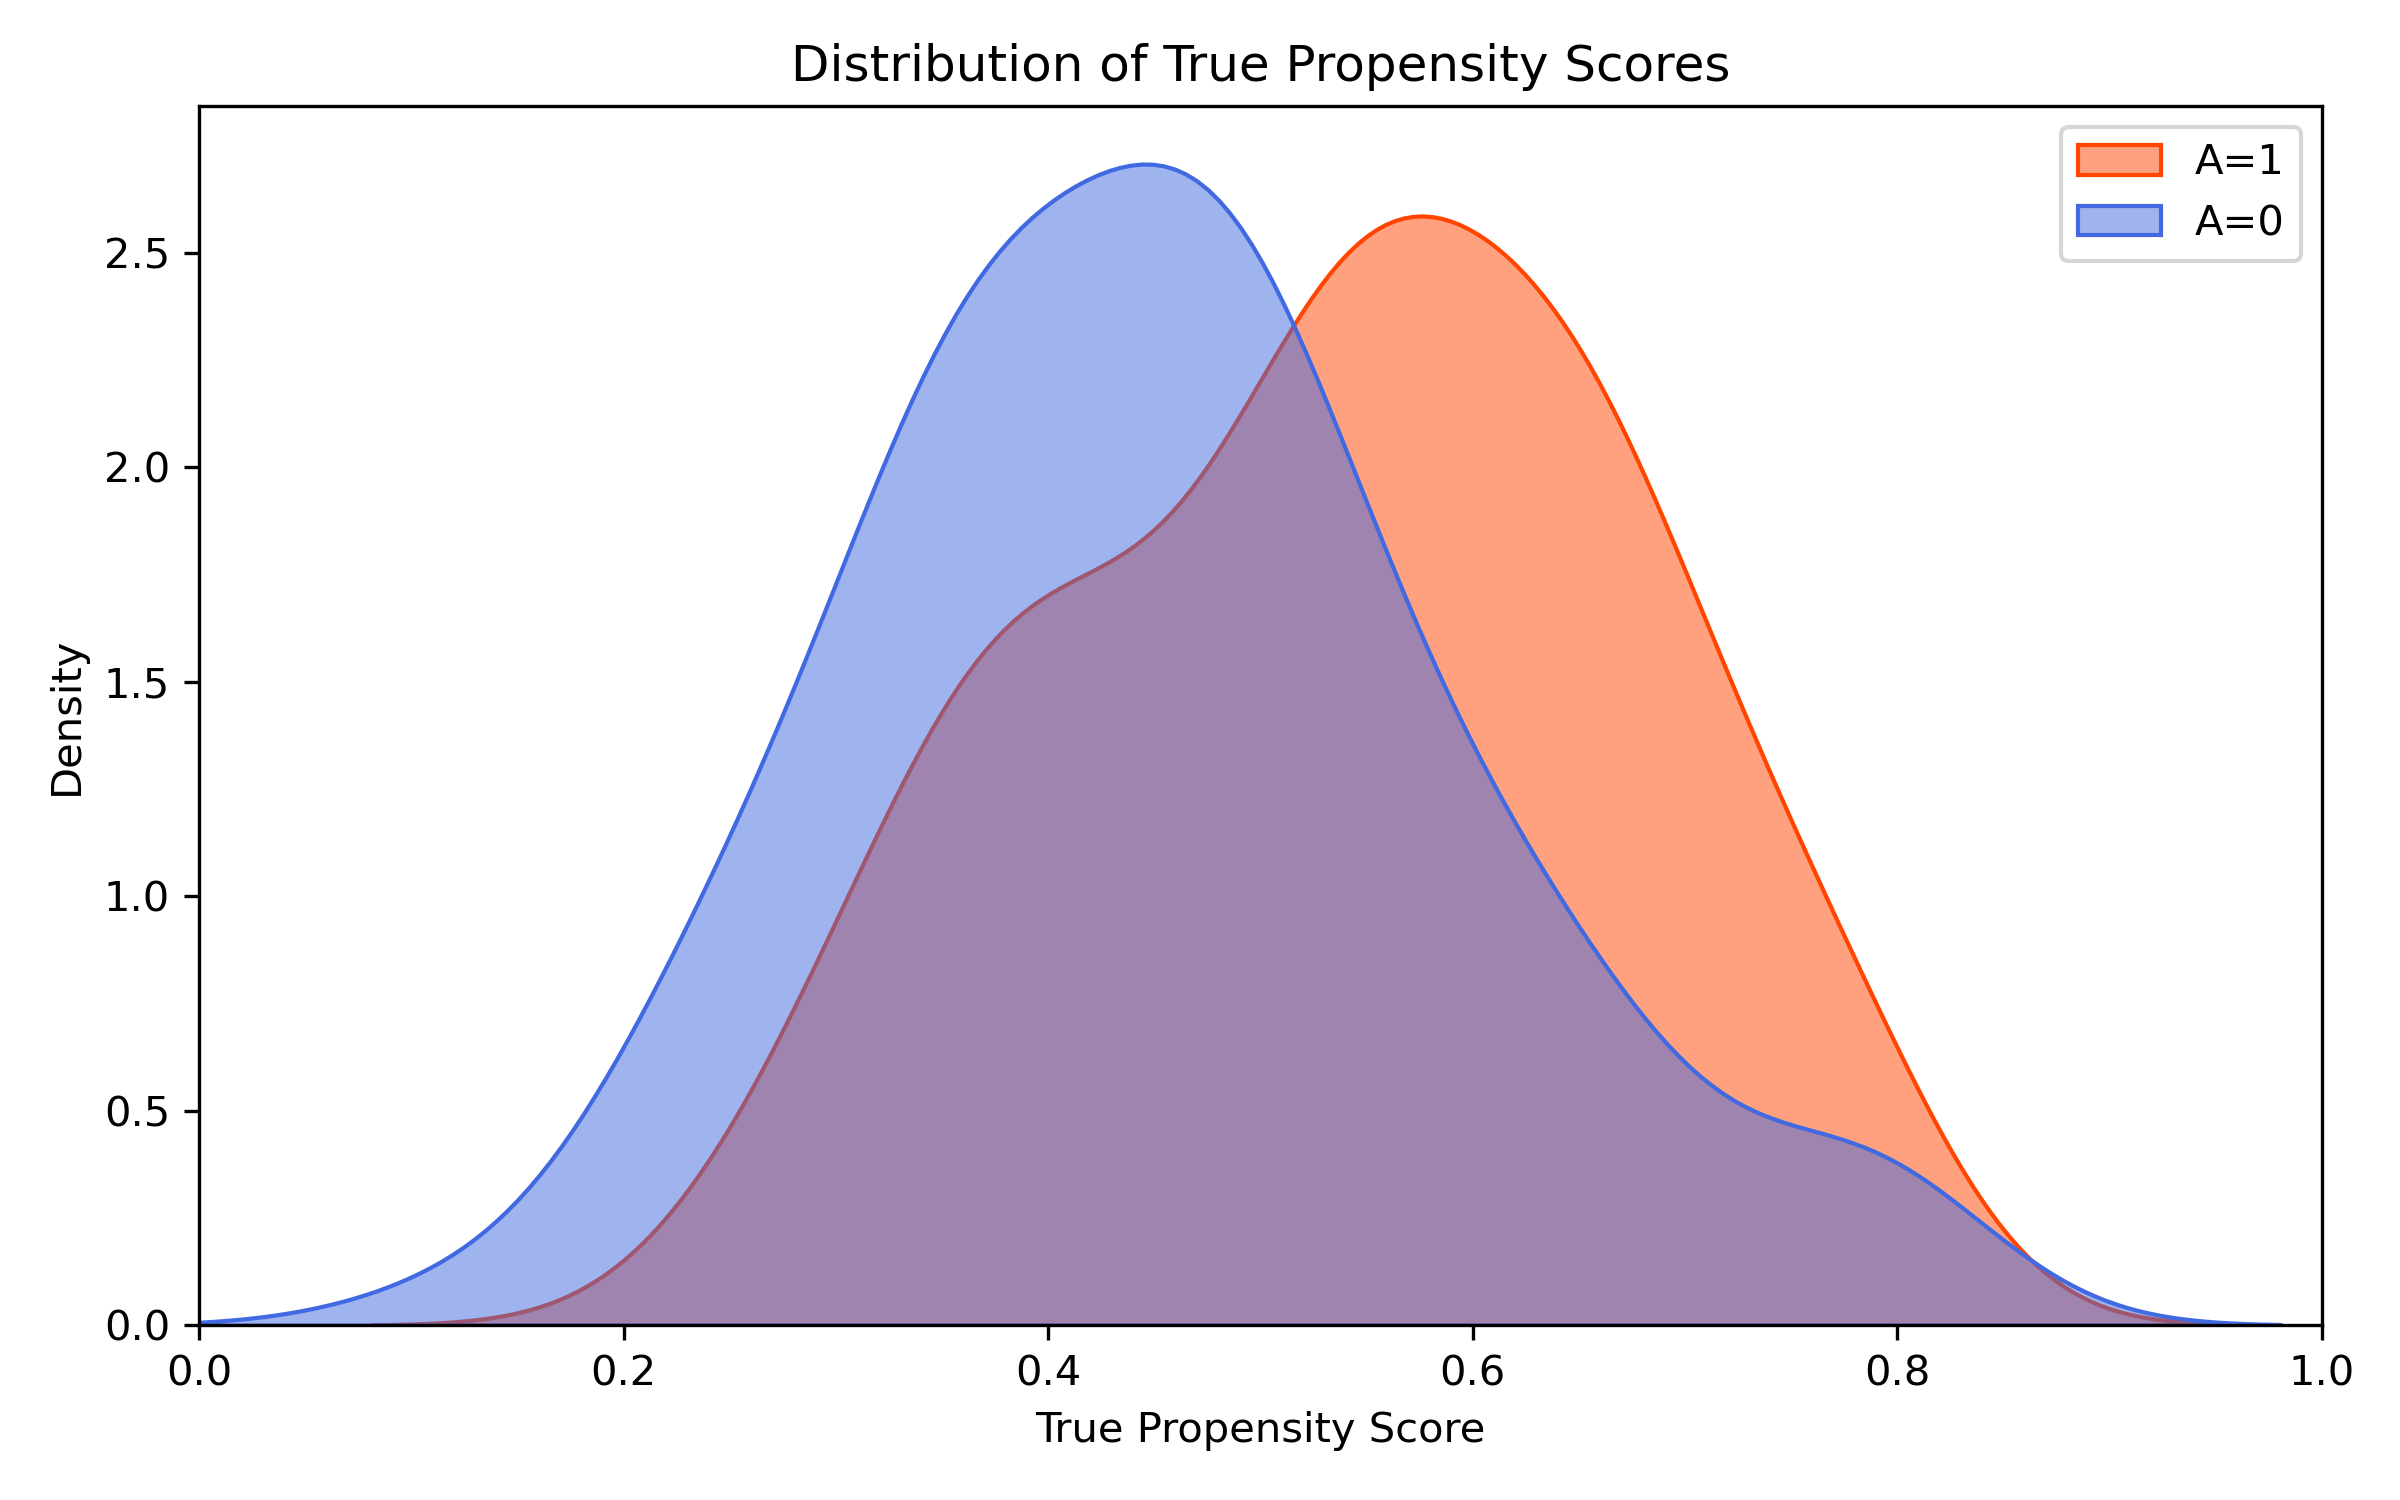 Distribution of True Propensity Scores
A=1
A=0
Density
2.5
2.0
1.5
1.0
0.5
0.0
0.0 0.2 0.4 0.6 0.8 1.0
True Propensity Score